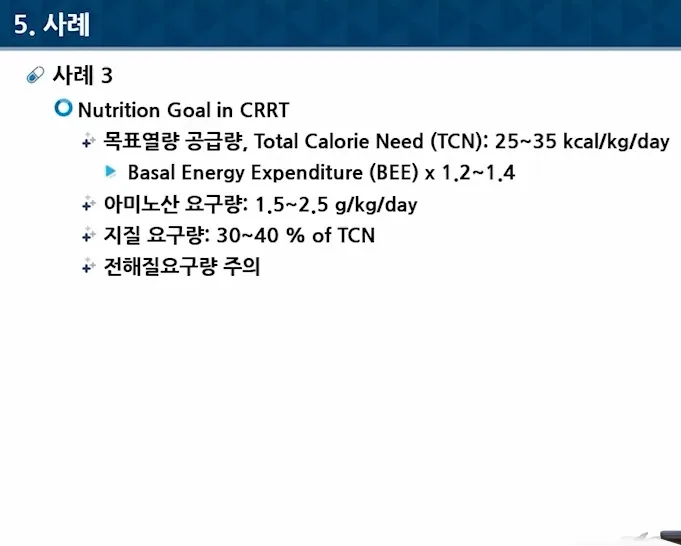 5. 사례
사례 3
Nutrition Goal in CRRT
목표열량 공급량, Total Calorie Need (TCN): 25~35 kcal/kg/day
Basal Energy Expenditure (BEE) x 1.2~1.4
아미노산 요구량: 1.5~2.5 g/kg/day
지질 요구량: 30~40 % of TCN
전해질요구량 주의